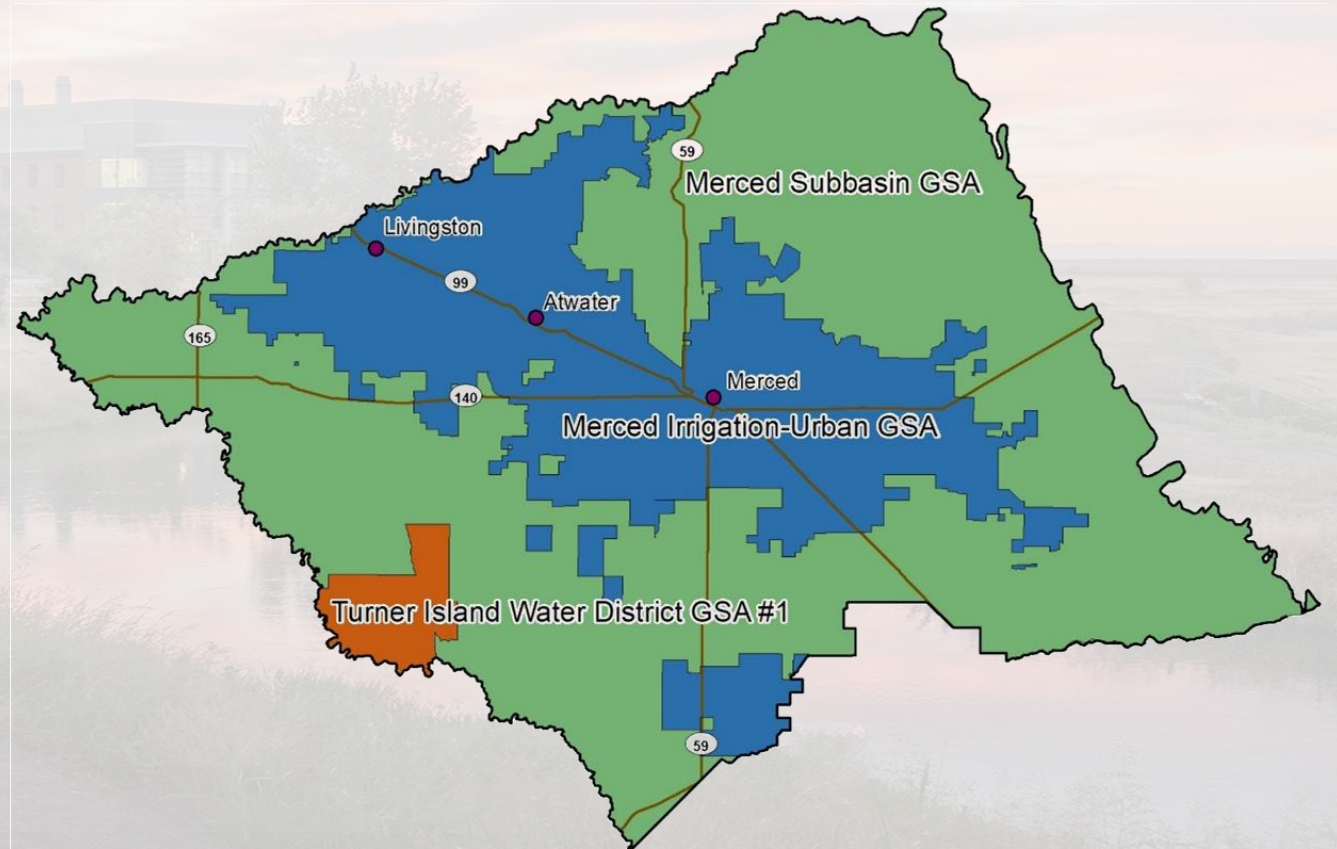 59
Merced Subbasin GSA
Livingston
99
Atwater
165
Merced
140
Merced Irrigation-Urban GSA
Turner Island Water District GSA #1
59